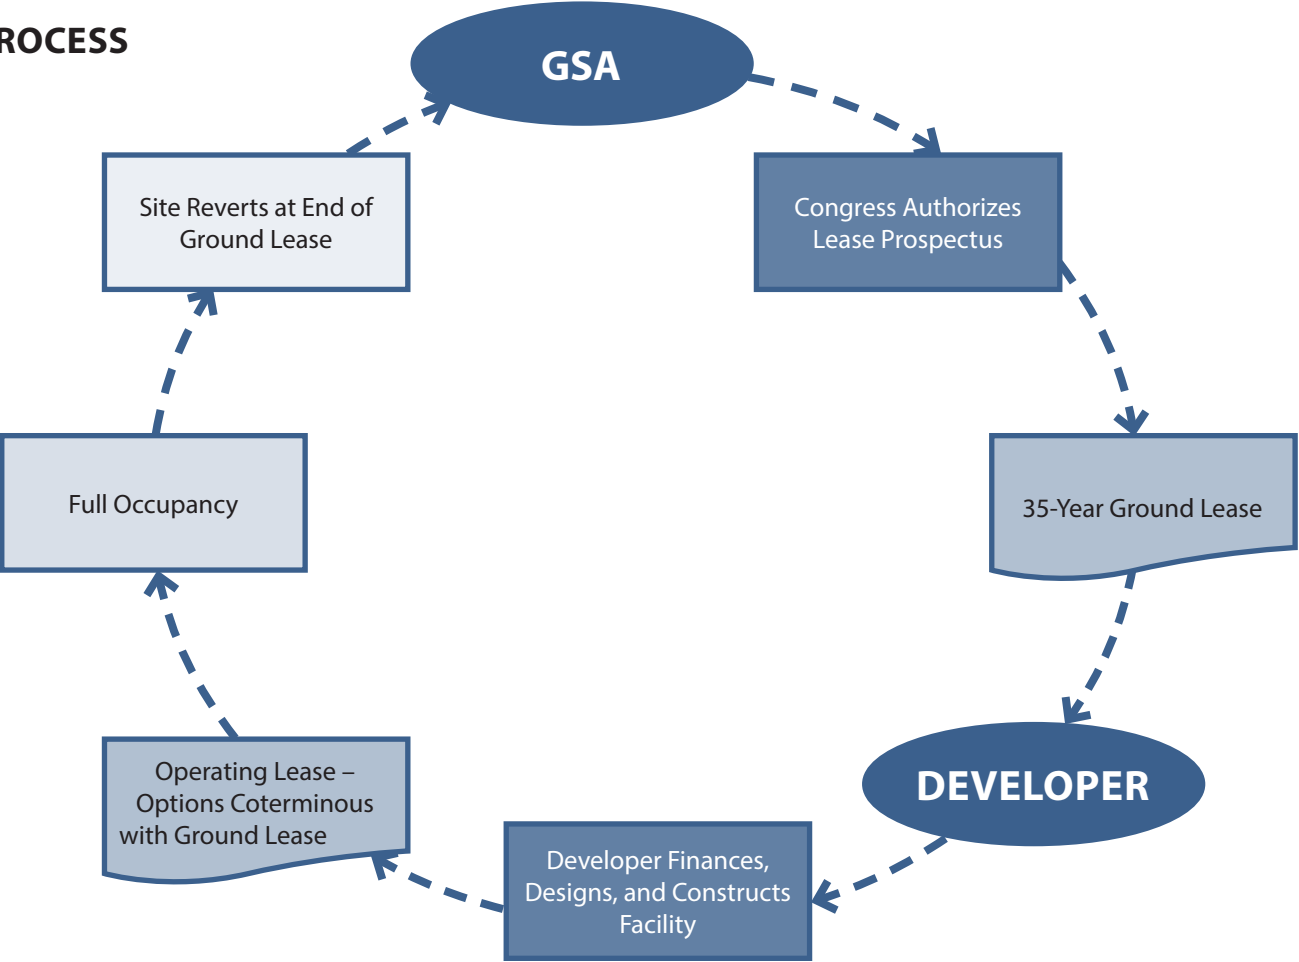 ROCESS
GSA
Congress Authorizes
Lease Prospectus
35-Year Ground Lease
DEVELOPER
Developer Finances,
Designs, and Constructs
Facility
Operating Lease –
Options Coterminous
with Ground Lease
Full Occupancy
Site Reverts at End of
Ground Lease